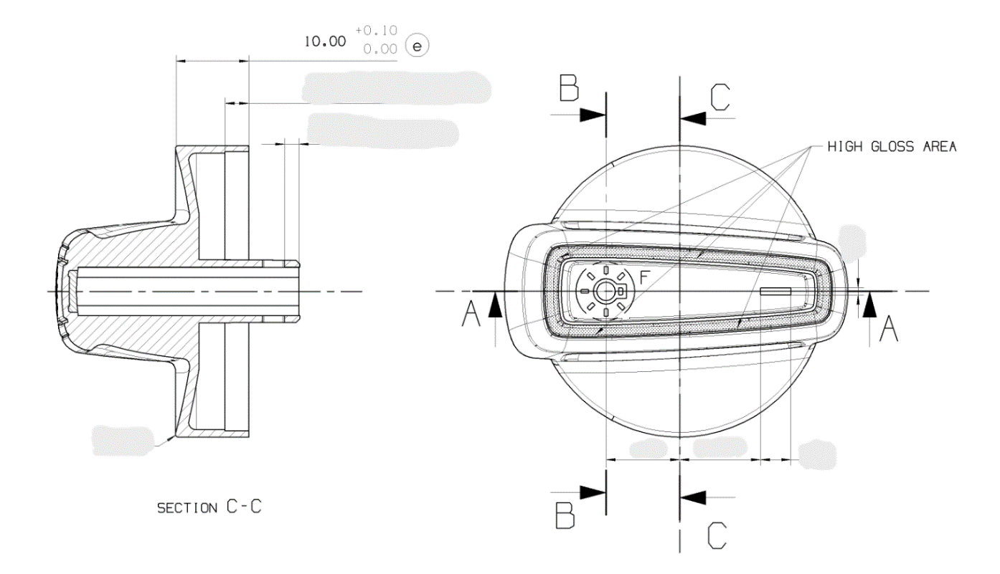 10.00 +0.10
0.00 e
B
C
HIGH GLOSS AREA
F
A
A
B
C
SECTION C-C